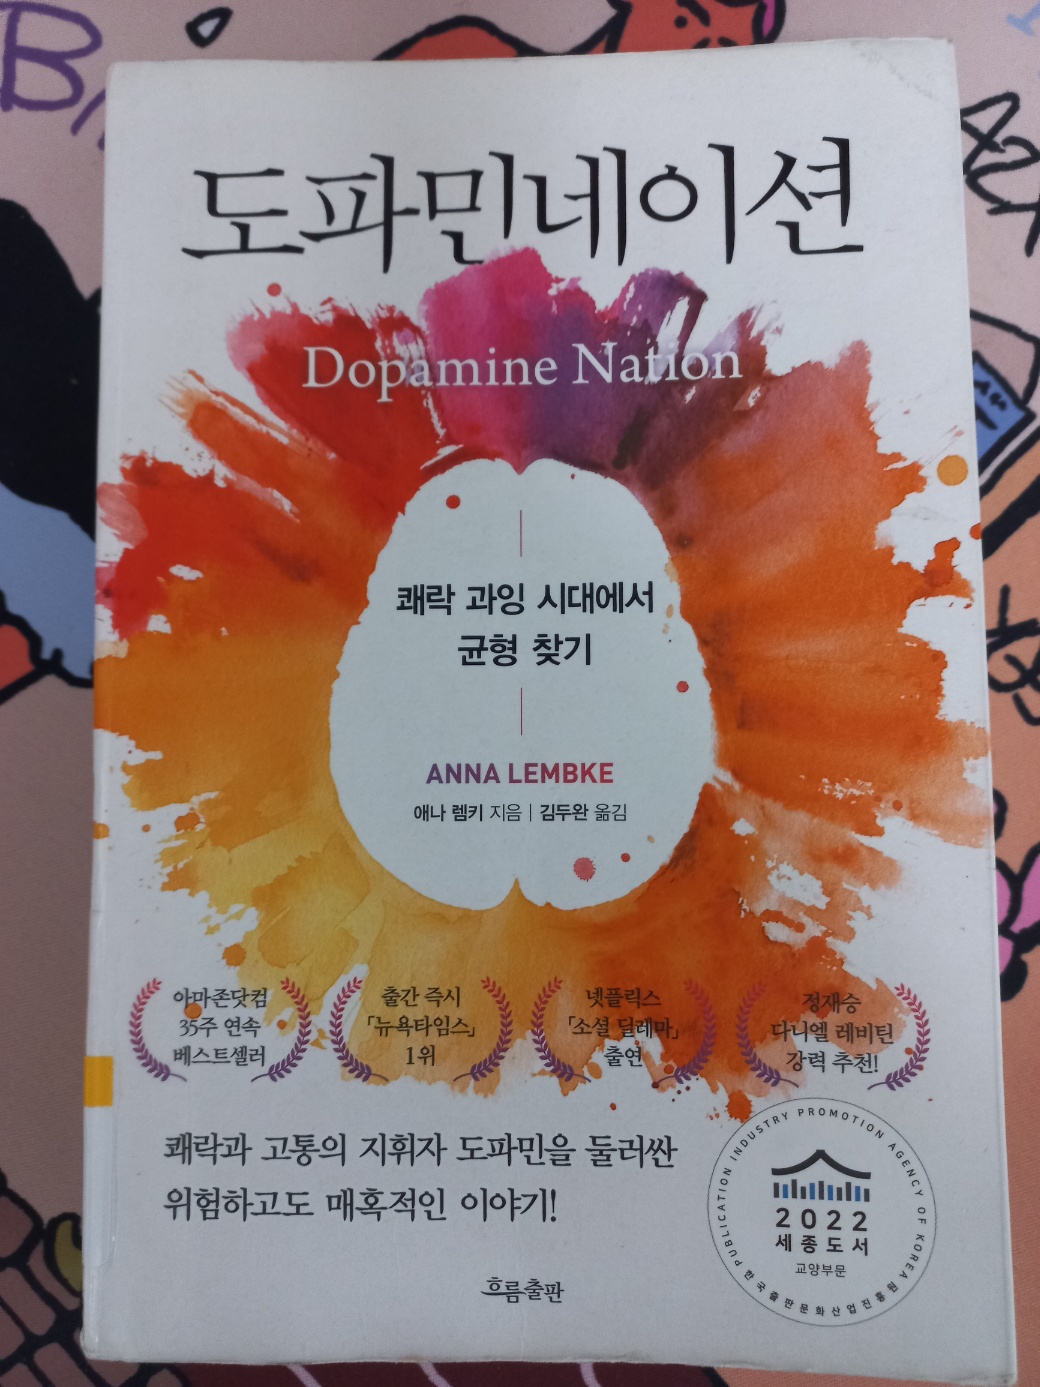 도파민네이션
Dopamine Nation
쾌락 과잉 시대에서
균형 찾기
ANNA LEMBKE
애나 렘키 지음 | 김두완 옮김
아마존닷컴
35주 연속
베스트셀러
출간 즉시
「뉴욕타임스」
1위
넷플릭스
「소셜 딜레마」
출연
정재승
다니엘 레비틴
강력 추천!
쾌락과 고통의 지휘자 도파민을 둘러싼
위험하고도 매혹적인 이야기!
흐름출판
PUBLICATION INDUSTRY PROMOTION AGENCY OF KOREA
2022
세종도서
교양부문
한국출판문화산업진흥원